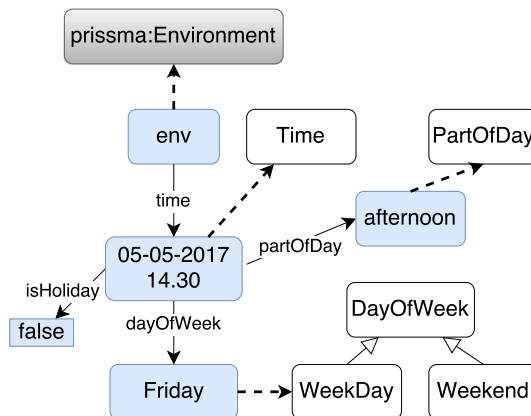 prissma:Environment
env
Time
PartOfDay
time
afternoon
05-05-2017
14.30
partOfDay
isHoliday
false
dayOfWeek
DayOfWeek
Friday
WeekDay
Weekend